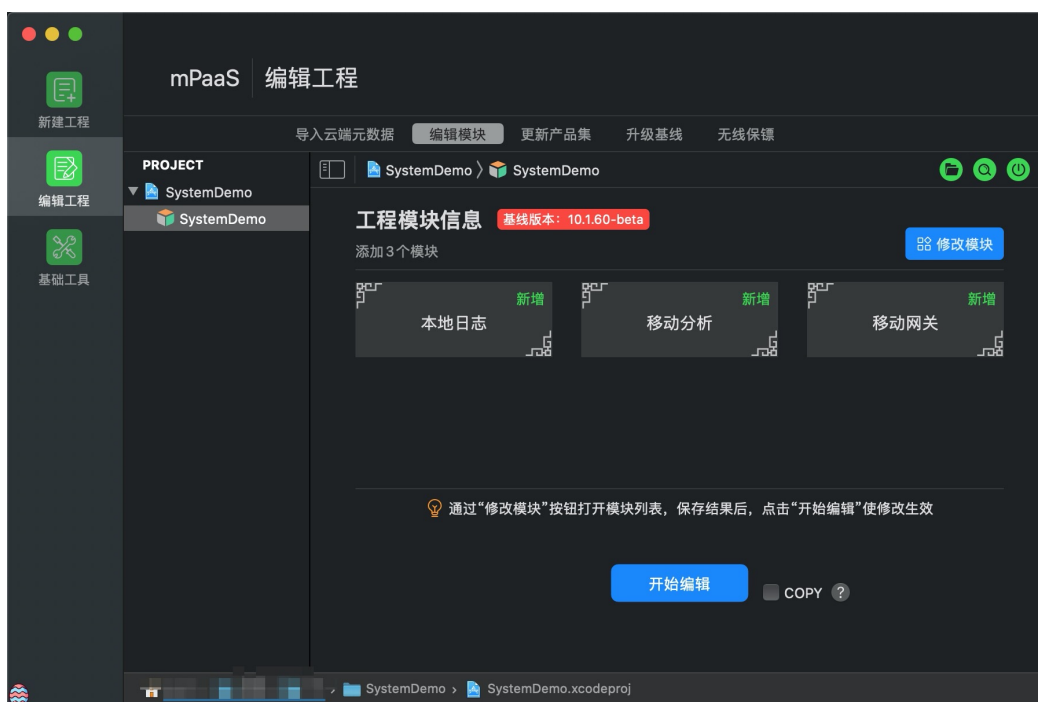 mPaaS 编辑工程
新建工程
编辑工程
基础工具
导入云端元数据 编辑模块 更新产品集 升级基线 无线保镖
PROJECT
SystemDemo
SystemDemo
SystemDemo 〉 SystemDemo
工程模块信息 基线版本：10.1.60-beta
添加3个模块
修改模块
新增 新增 新增
本地日志 移动分析 移动网关
通过“修改模块”按钮打开模块列表，保存结果后，点击“开始编辑”使修改生效
开始编辑 COPY ?
SystemDemo › SystemDemo.xcodeproj